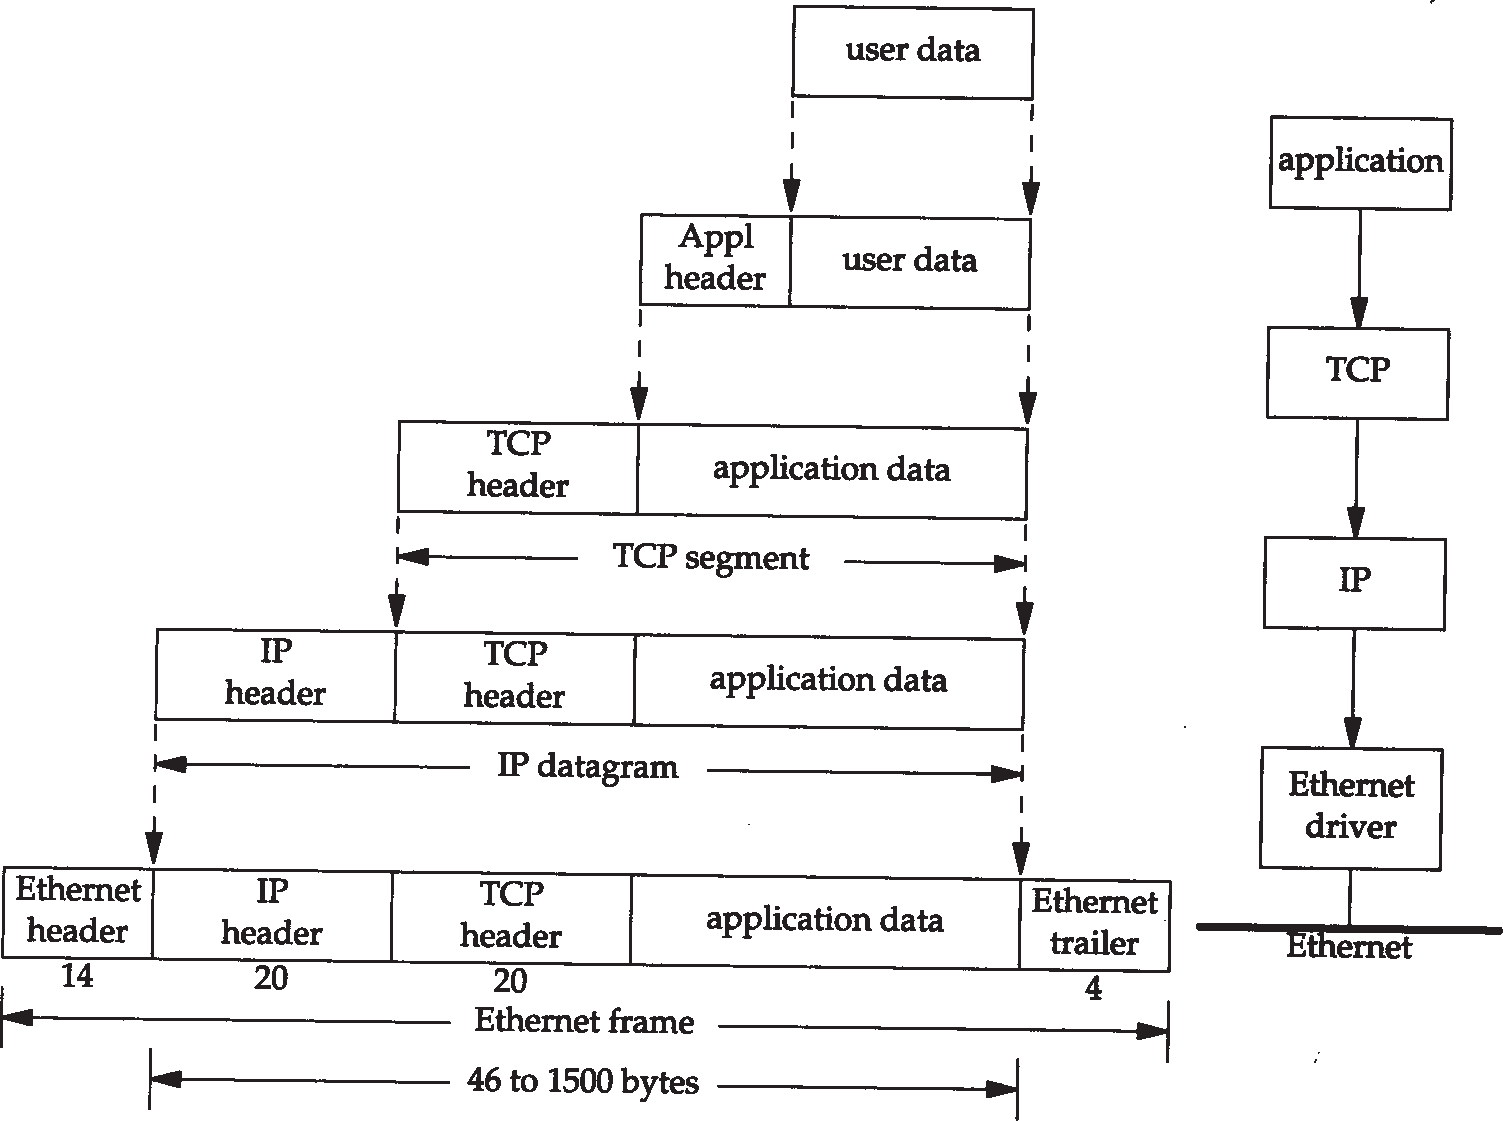 user data
application
Appl
header
user data
TCP
TCP
header
application data
TCP segment
IP
IP
header
TCP
header
application data
IP datagram
Ethernet
driver
Ethernet
header
IP
header
TCP
header
application data
Ethernet
trailer
Ethernet
14
20
20
4
Ethernet frame
46 to 1500 bytes